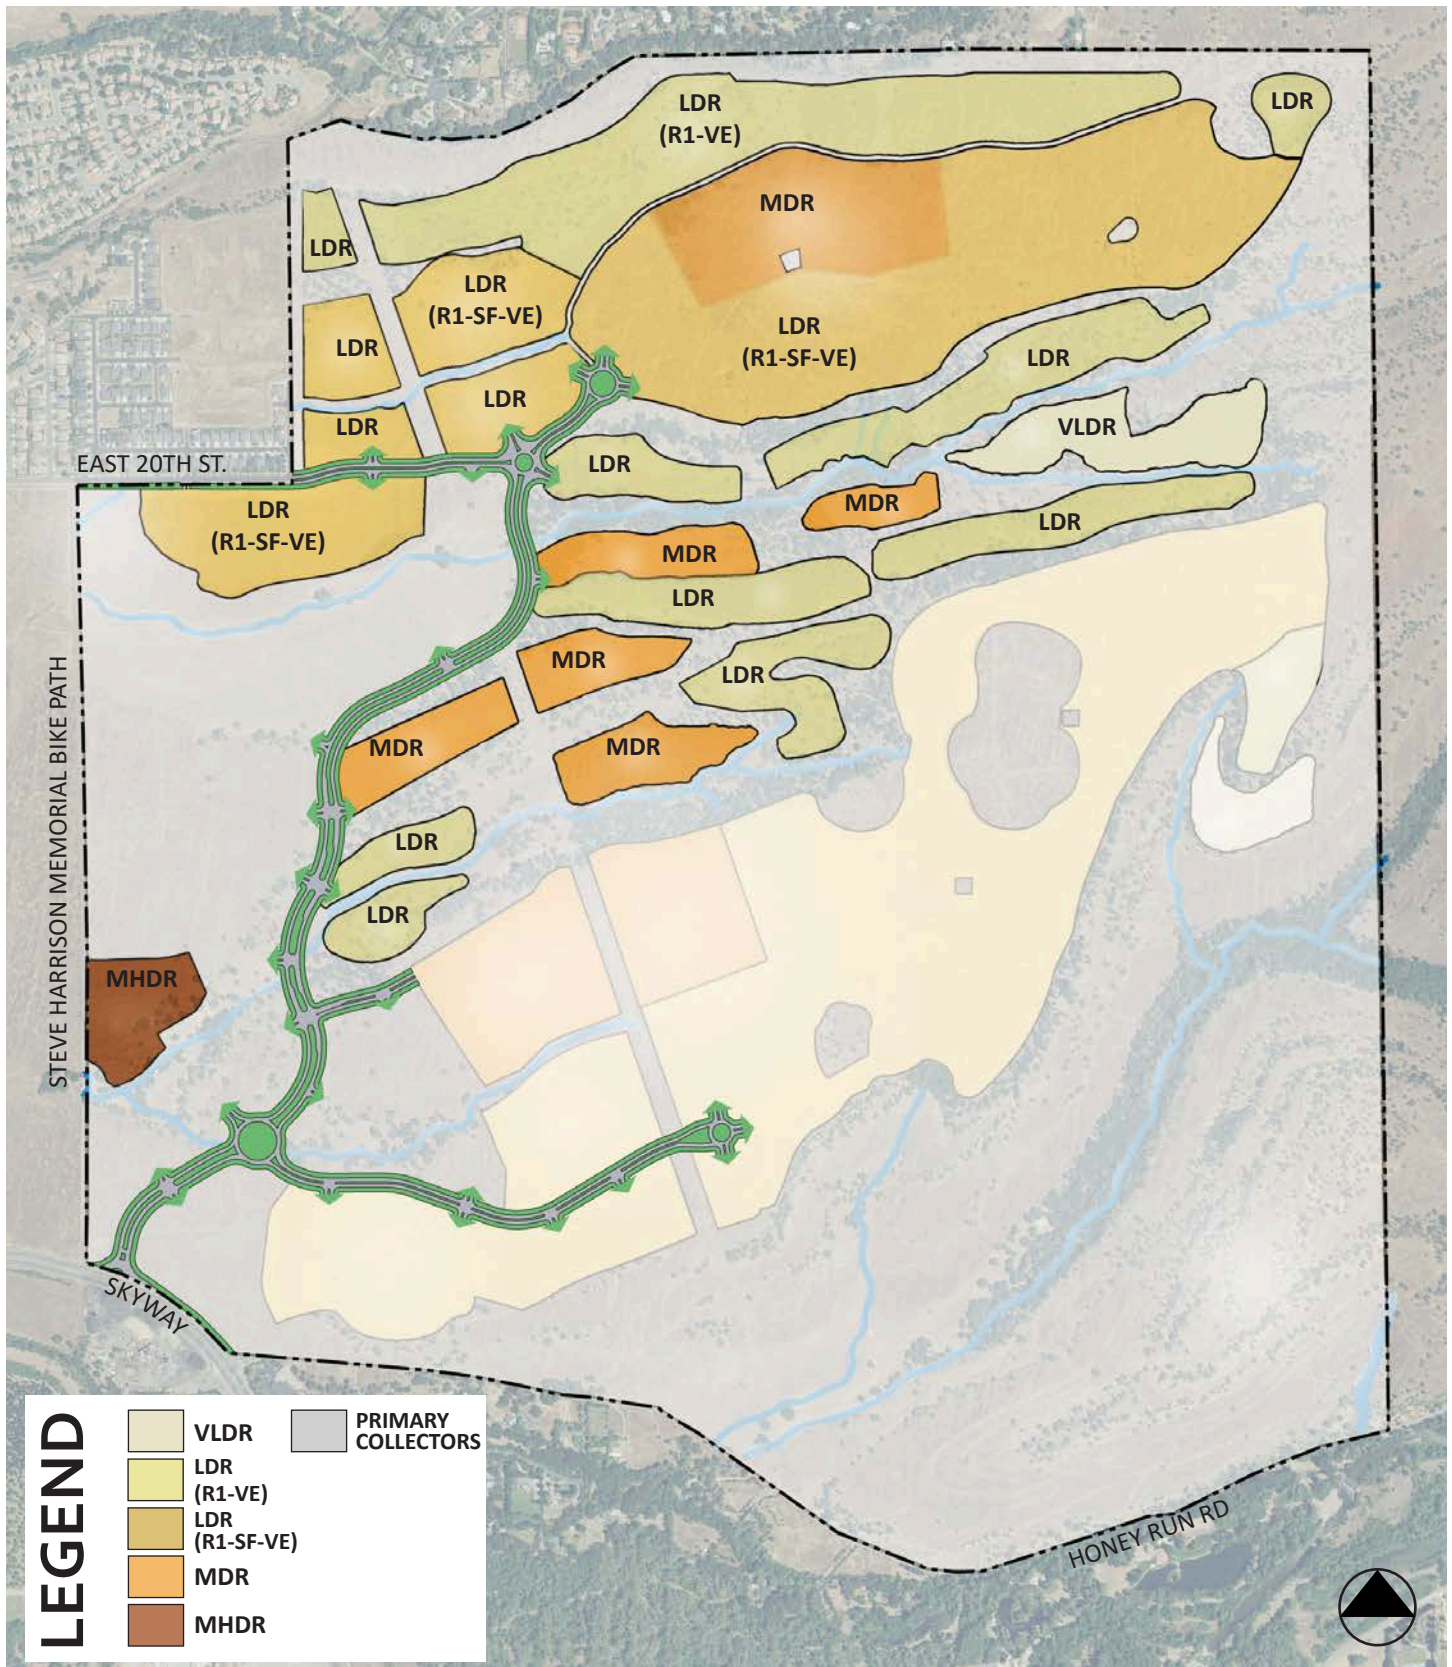 LDR
(R1-VE)
LDR
MDR
LDR
LDR
(R1-SF-VE)
LDR
(R1-SF-VE)
LDR
LDR
LDR
LDR
VLDR
EAST 20TH ST.
LDR
MDR
LDR
(R1-SF-VE)
LDR
MDR
LDR
MDR
LDR
MDR
MDR
LDR
LDR
MHDR
STEVE HARRISON MEMORIAL BIKE PATH
SKYWAY
HONEY RUN RD
LEGEND
VLDR
LDR
(R1-VE)
LDR
(R1-SF-VE)
MDR
MHDR
PRIMARY
COLLECTORS